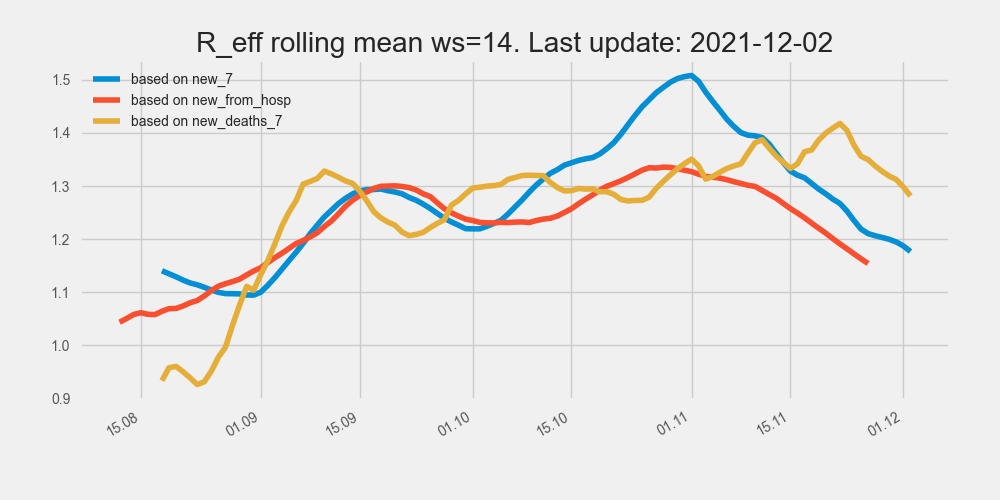 R_eff rolling mean ws=14. Last update: 2021-12-02
based on new_7
based on new_from_hosp
based on new_deaths_7
1.5
1.4
1.3
1.2
1.1
1.0
0.9
15.08 01.09 15.09 01.10 15.10 01.11 15.11 01.12